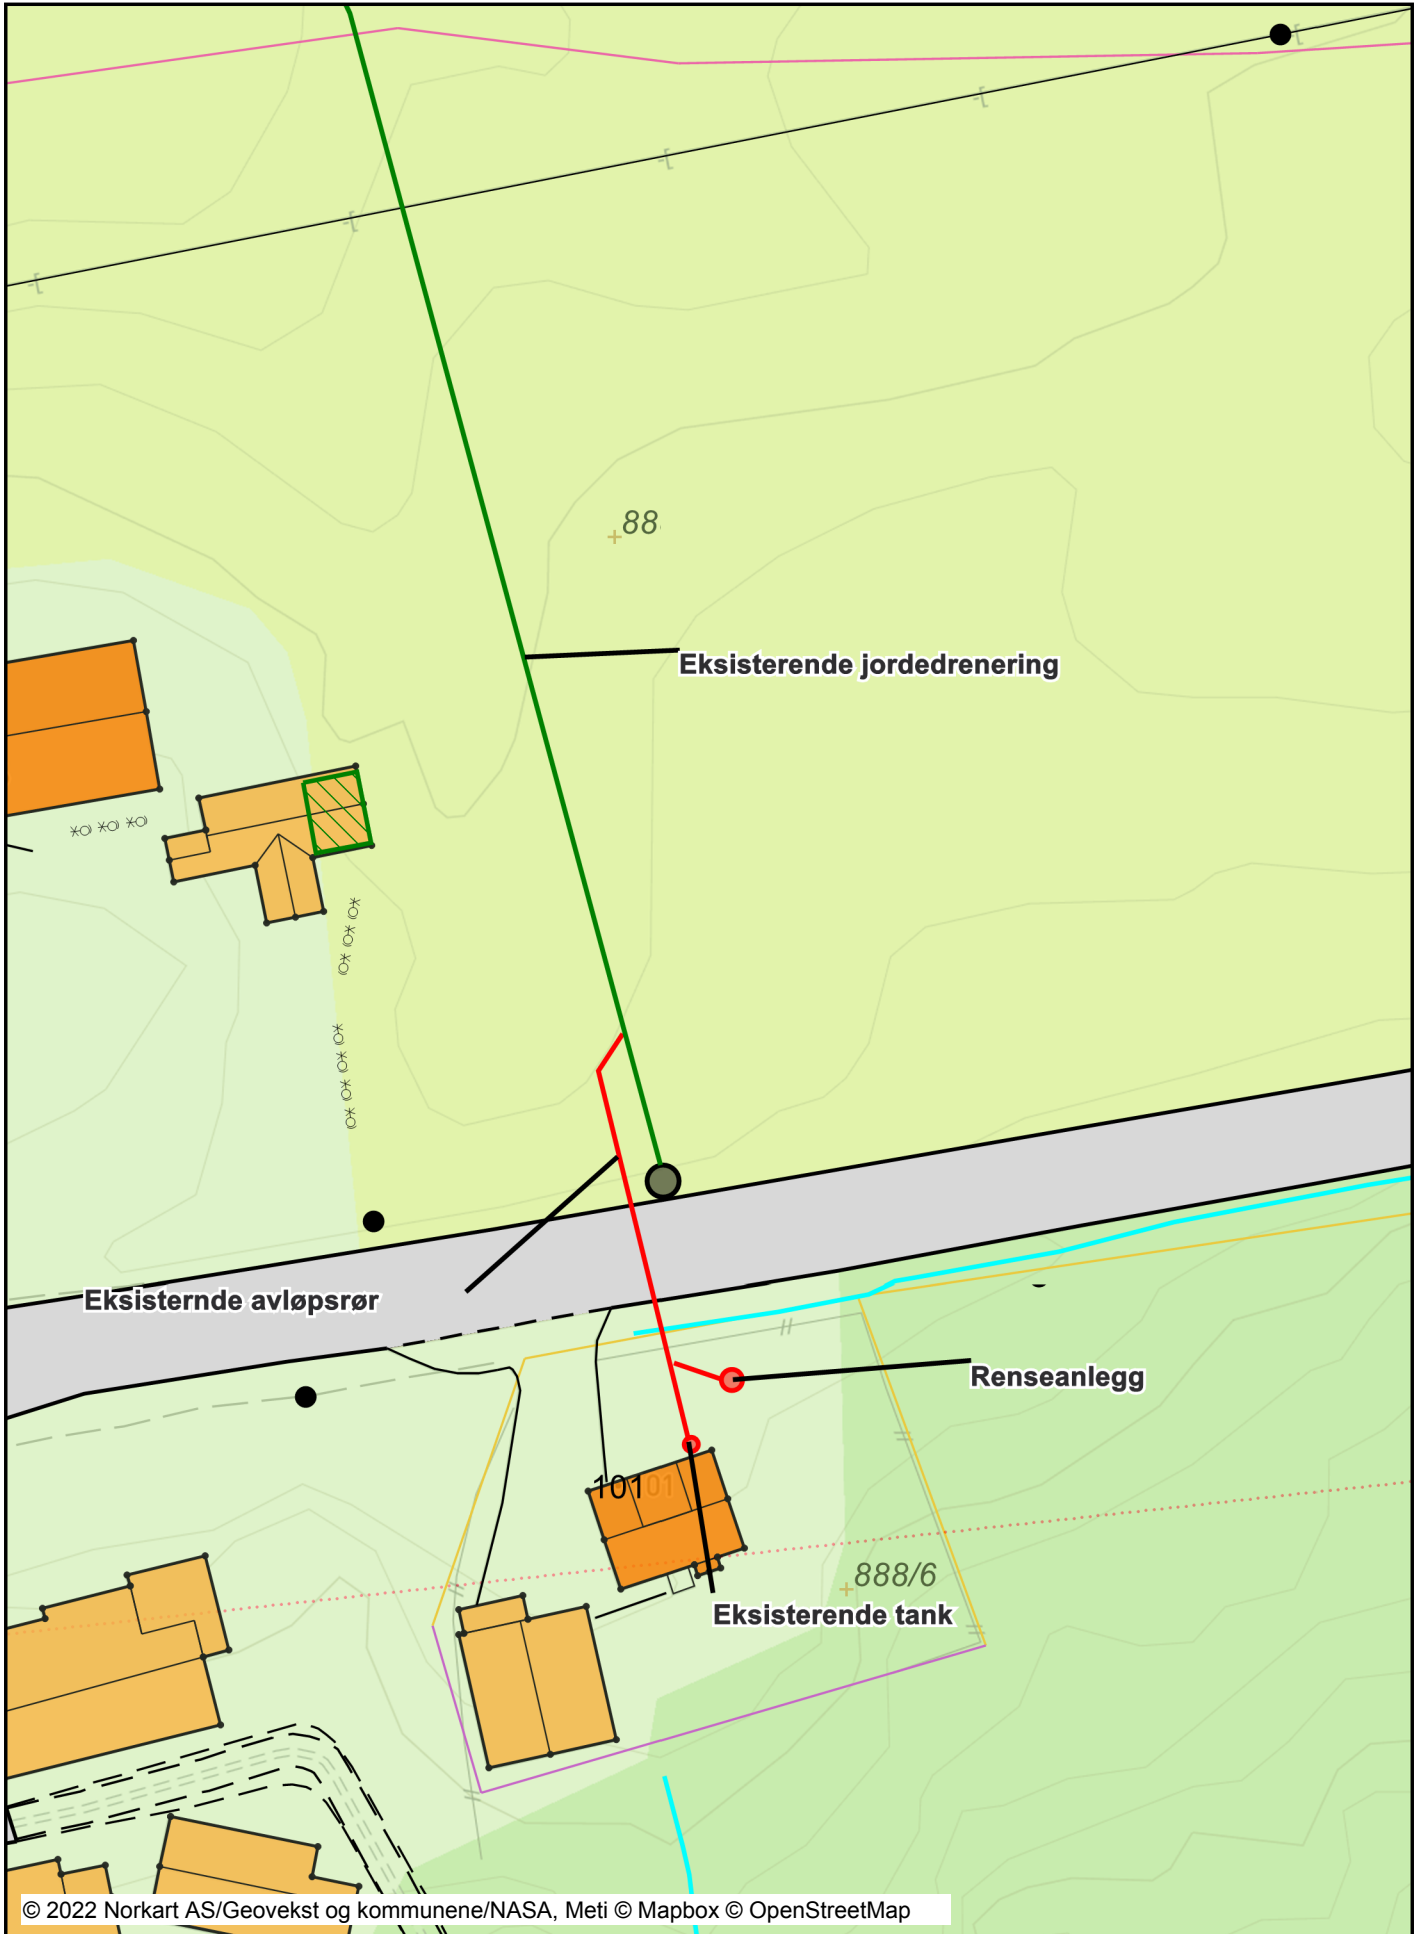 88
Eksisterende jordedrenering
Eksisternde avløpsrør
Renseanlegg
101
888/6
Eksisterende tank
© 2022 Norkart AS/Geovekst og kommunene/NASA, Meti © Mapbox © OpenStreetMap